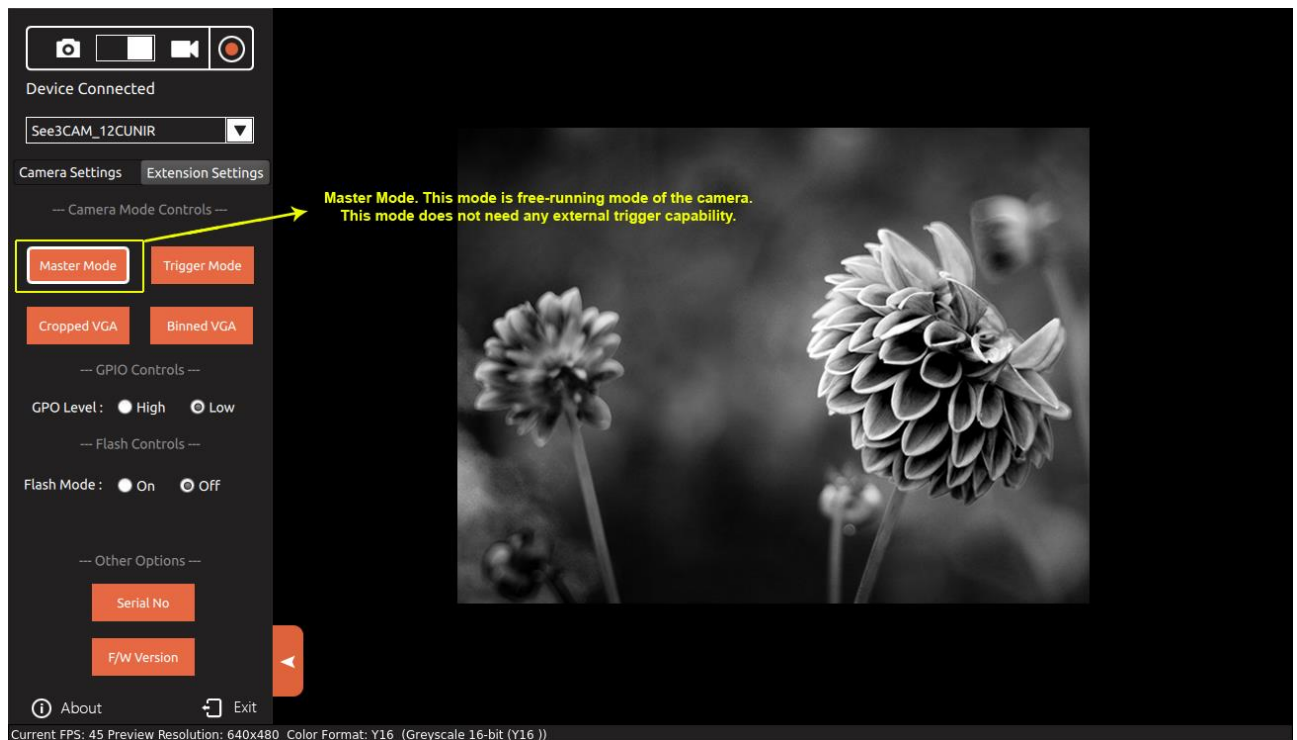 Device Connected
See3CAM_12CUNIR
Camera Settings Extension Settings
--- Camera Mode Controls ---
Master Mode. This mode is free-running mode of the camera.
This mode does not need any external trigger capability.
Master Mode Trigger Mode
Cropped VGA Binned VGA
--- GPIO Controls ---
GPO Level : High Low
--- Flash Controls ---
Flash Mode : On Off
--- Other Options ---
Serial No
F/W Version
About Exit
Current FPS: 45 Preview Resolution: 640x480 Color Format: Y16 (Greyscale 16-bit (Y16 ))